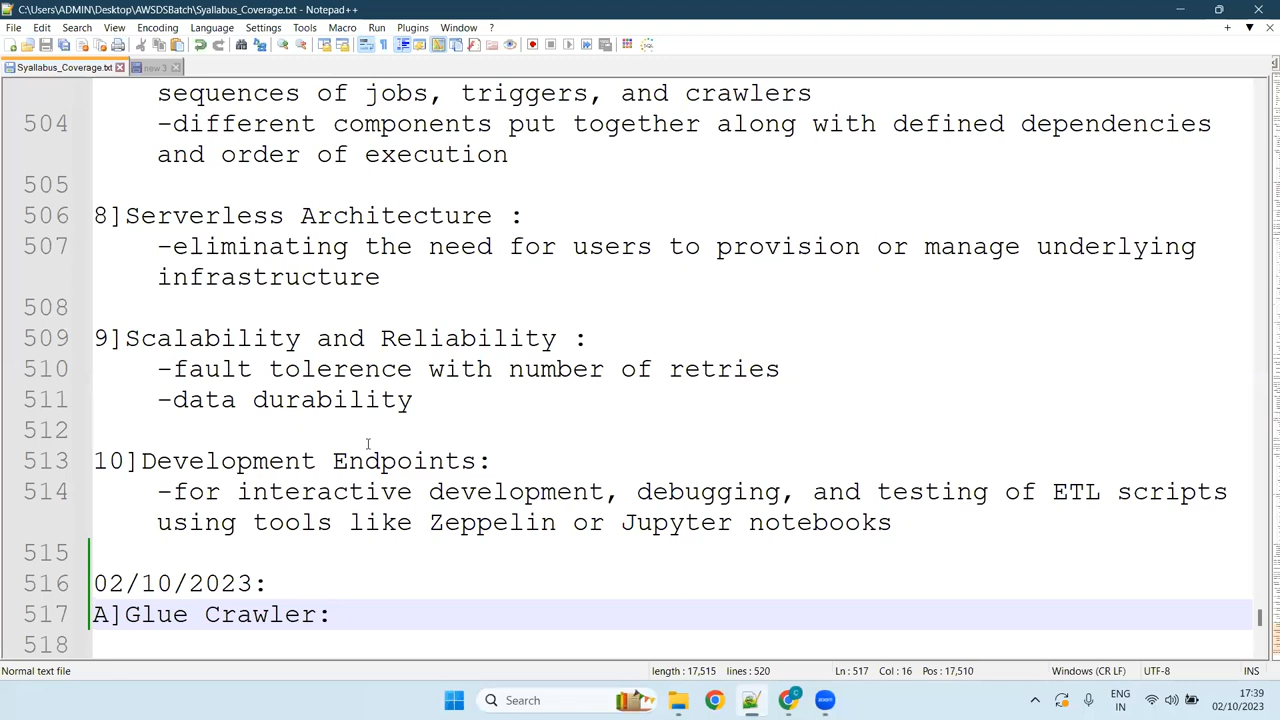 C:\Users\ADMIN\Desktop\AWSDSBatch\Syallabus_Coverage.txt - Notepad++
File Edit Search View Encoding Language Settings Tools Macro Run Plugins Window ?
Syallabus_Coverage.txt new 3
sequences of jobs, triggers, and crawlers
504 -different components put together along with defined dependencies
and order of execution
505
506 8]Serverless Architecture :
507 -eliminating the need for users to provision or manage underlying
infrastructure
508
509 9]Scalability and Reliability :
510 -fault tolerence with number of retries
511 -data durability
512
513 10]Development Endpoints:
514 -for interactive development, debugging, and testing of ETL scripts
using tools like Zeppelin or Jupyter notebooks
515
516 02/10/2023:
517 A]Glue Crawler:
518
Normal text file length : 17,515 lines : 520 Ln : 517 Col : 16 Pos : 17,510 Windows (CR LF) UTF-8 INS
Search ENG 17:39
IN 02/10/2023